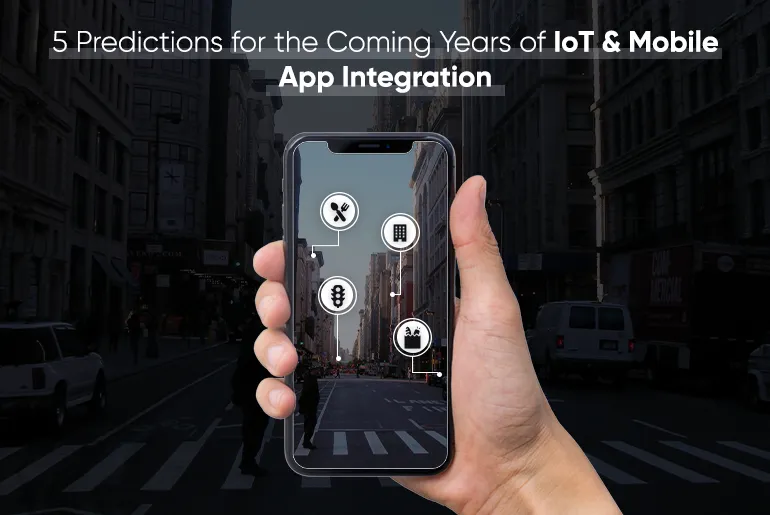 5 Predictions for the Coming Years of IoT & Mobile
App Integration